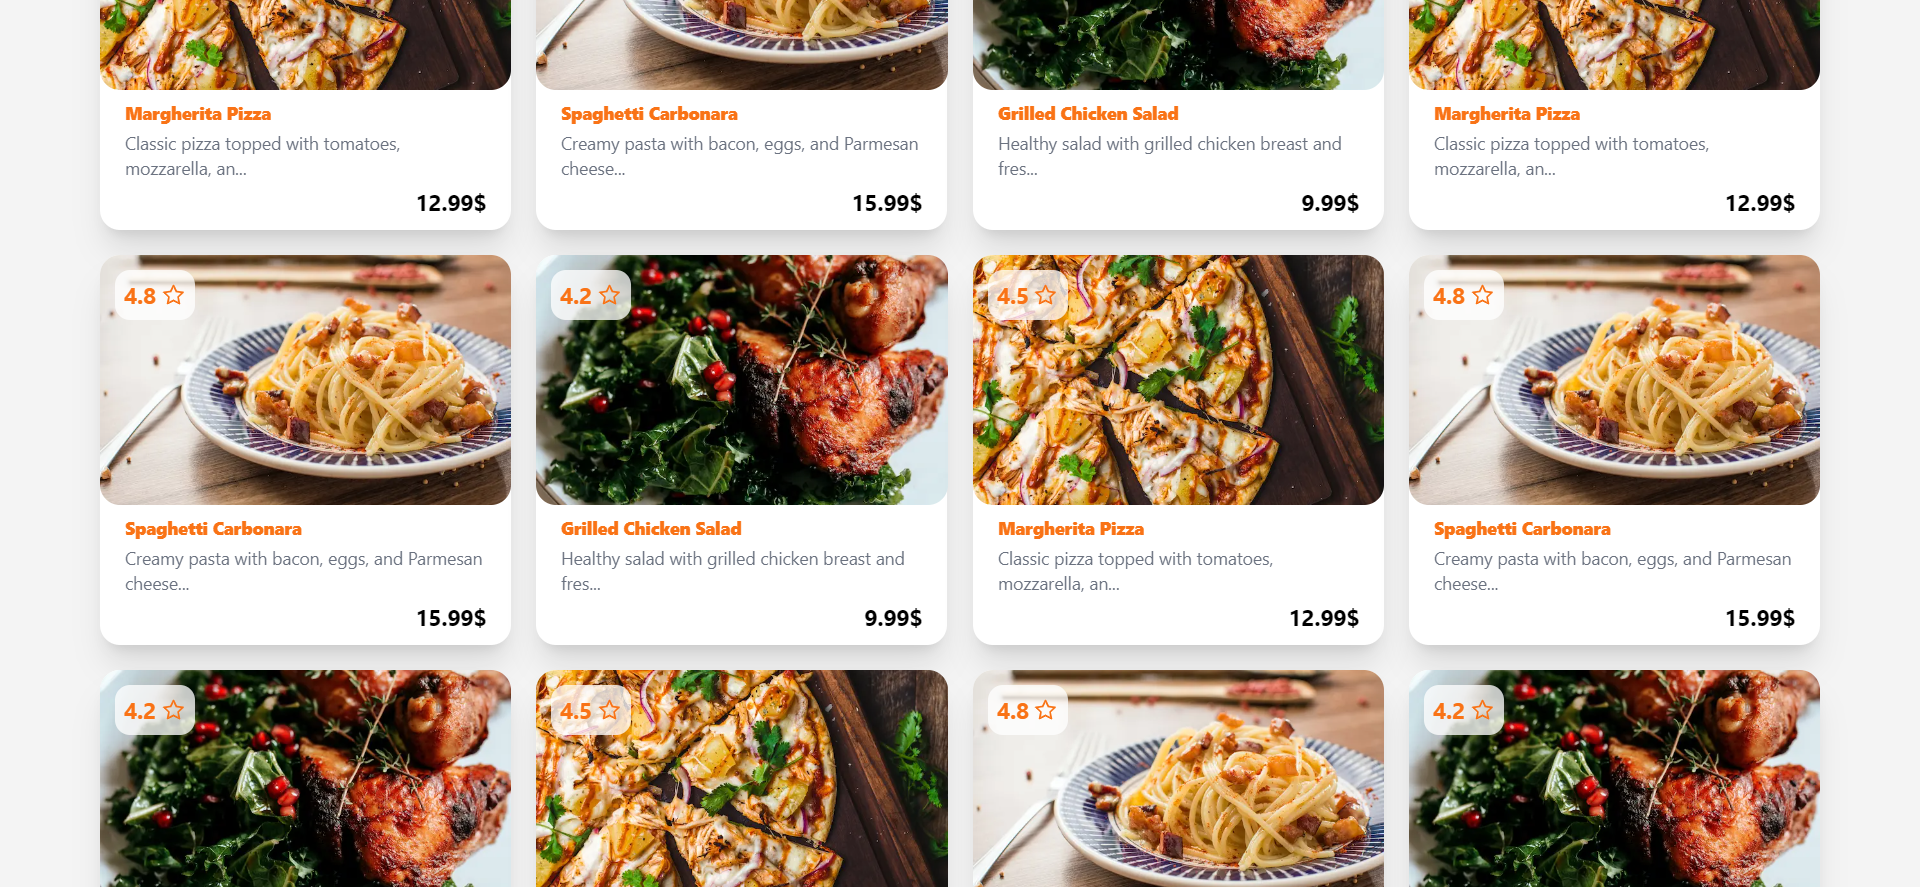 Margherita Pizza
Classic pizza topped with tomatoes,
mozzarella, an...
12.99$
Spaghetti Carbonara
Creamy pasta with bacon, eggs, and Parmesan
cheese...
15.99$
Grilled Chicken Salad
Healthy salad with grilled chicken breast and
fres...
9.99$
Margherita Pizza
Classic pizza topped with tomatoes,
mozzarella, an...
12.99$
4.8
Spaghetti Carbonara
Creamy pasta with bacon, eggs, and Parmesan
cheese...
15.99$
4.2
Grilled Chicken Salad
Healthy salad with grilled chicken breast and
fres...
9.99$
4.5
Margherita Pizza
Classic pizza topped with tomatoes,
mozzarella, an...
12.99$
4.8
Spaghetti Carbonara
Creamy pasta with bacon, eggs, and Parmesan
cheese...
15.99$
4.2
4.5
4.8
4.2